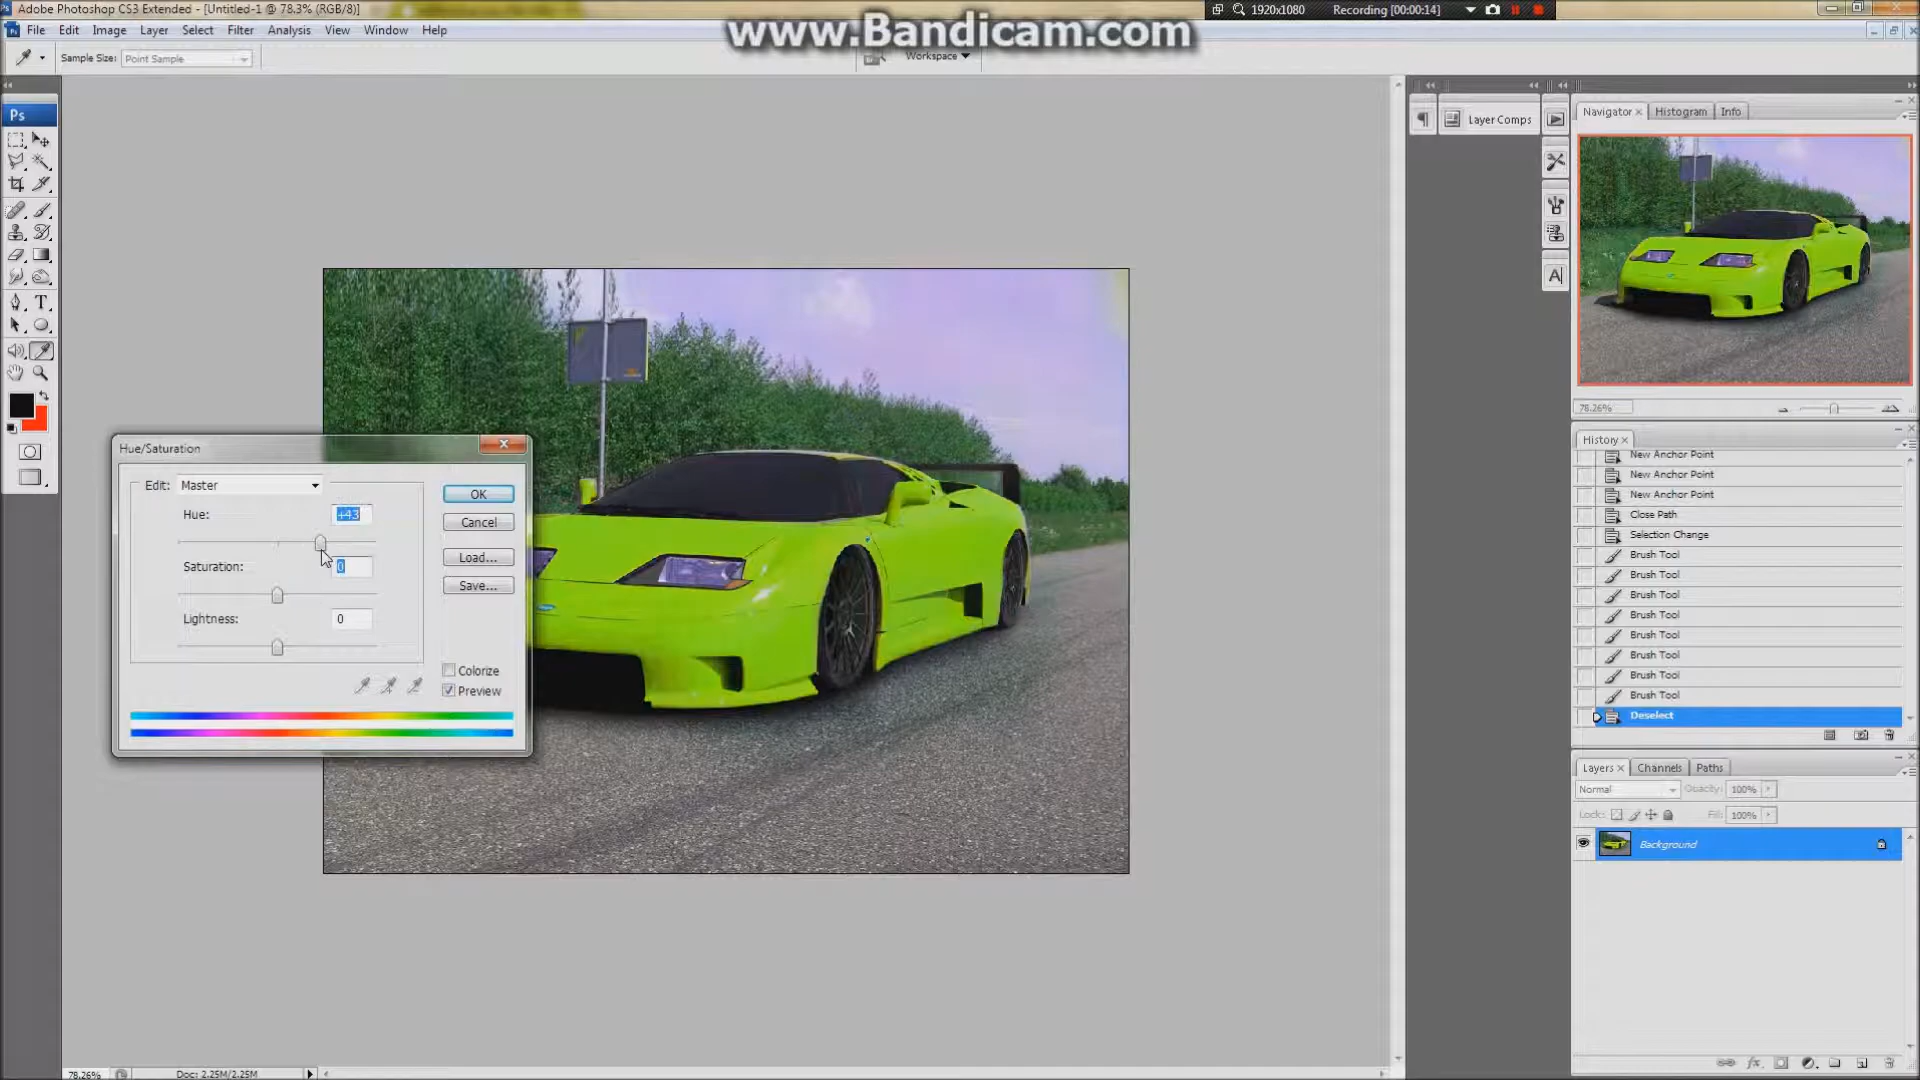 Adobe Photoshop CS3 Extended - [Untitled-1 @ 78.3% (RGB/8)]
1920x1080 Recording [00:00:14]
www.Bandicam.com
File Edit Image Layer Select Filter Analysis View Window Help
Sample Size: Point Sample
Workspace
Ps
Layer Comps
Navigator Histogram Info
78.26%
History
New Anchor Point
New Anchor Point
New Anchor Point
Close Path
Selection Change
Brush Tool
Brush Tool
Brush Tool
Brush Tool
Brush Tool
Brush Tool
Brush Tool
Brush Tool
Deselect
Layers Channels Paths
Normal Opacity: 100%
Lock: Fill: 100%
Background
Hue/Saturation
Edit: Master
Hue: +43
Saturation: 0
Lightness: 0
OK
Cancel
Load...
Save...
Colorize
Preview
78.26% Doc: 2.25M/2.25M